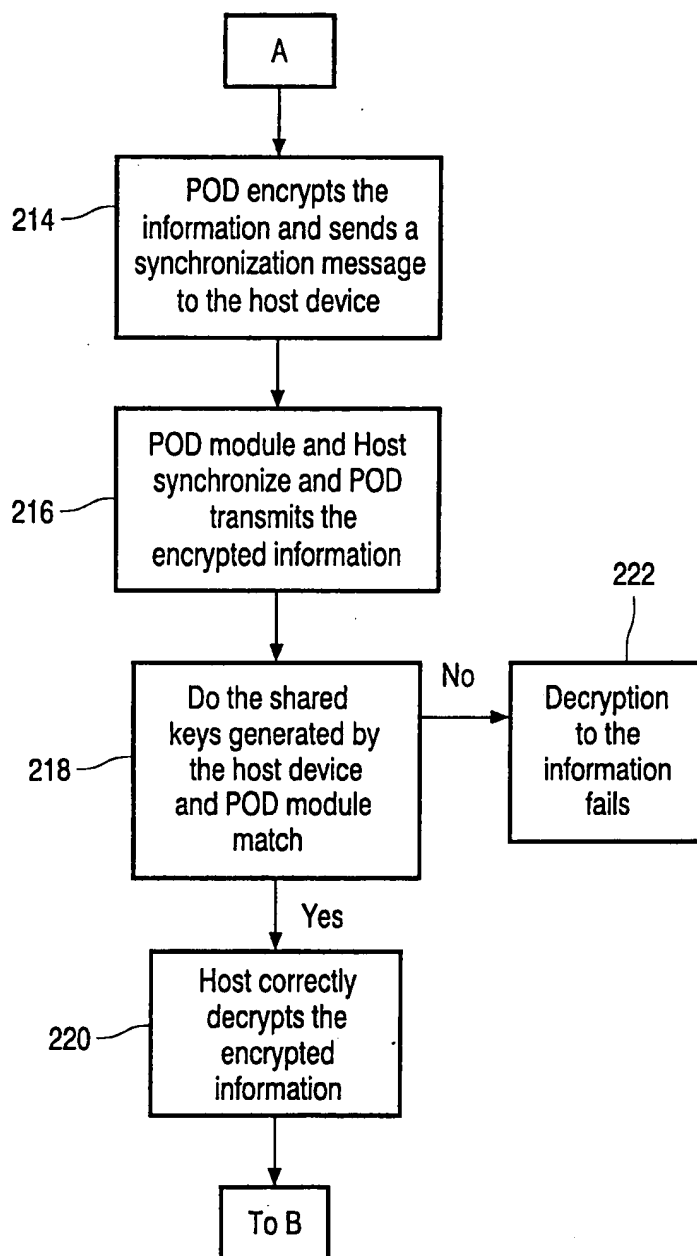 A
214
POD encrypts the
information and sends a
synchronization message
to the host device
216
POD module and Host
synchronize and POD
transmits the
encrypted information
222
218
Do the shared
keys generated by
the host device
and POD module
match
No
Decryption
to the
information
fails
Yes
220
Host correctly
decrypts the
encrypted
information
To B